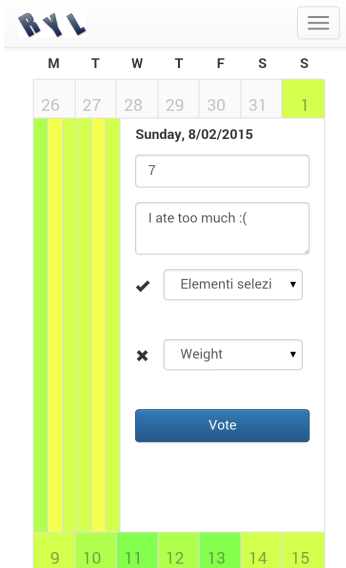 RYL
M T W T F S S
26 27 28 29 30 31 1
Sunday, 8/02/2015
7
I ate too much :(
Elementi selezi
Weight
Vote
9 10 11 12 13 14 15